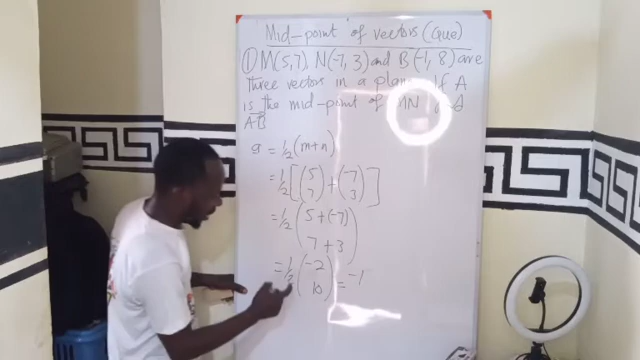 Mid-point of vectors (Que)
① M(5,7), N(-7, 3) and B(-1, 8) are
three vectors in a plane. If A
is the mid-point of MN
AB
a = 1/2 (m+n)
= 1/2 [(5 7) + (-7 3)]
= 1/2 (5+(-7) 7+3)
= 1/2 (-2 10) = -1